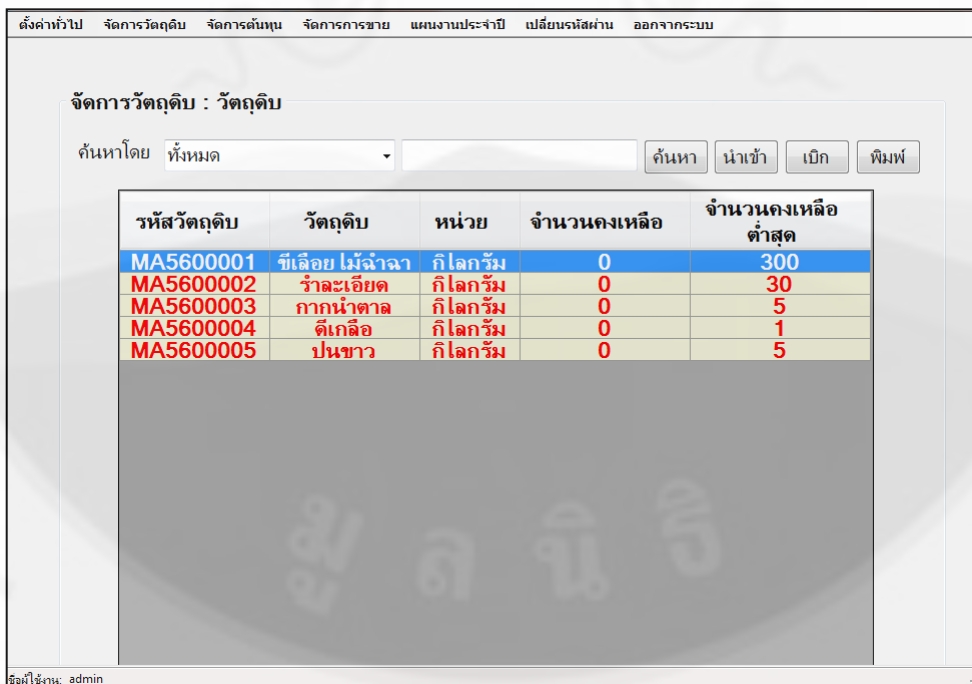 ตั้งค่าทั่วไป จัดการวัตถุดิบ จัดการต้นทุน จัดการการขาย แผนงานประจำปี เปลี่ยนรหัสผ่าน ออกจากระบบ
จัดการวัตถุดิบ : วัตถุดิบ
ค้นหาโดย ทั้งหมด ค้นหา นำเข้า เบิก พิมพ์
รหัสวัตถุดิบ วัตถุดิบ หน่วย จำนวนคงเหลือ จำนวนคงเหลือ
ต่ำสุด
MA5600001 ขี้เลื่อยไม้ฉำฉา กิโลกรัม 0 300
MA5600002 รำละเอียด กิโลกรัม 0 30
MA5600003 กากน้ำตาล กิโลกรัม 0 5
MA5600004 ดีเกลือ กิโลกรัม 0 1
MA5600005 ปูนขาว กิโลกรัม 0 5
มูลนิธิ
ชื่อผู้ใช้งาน: admin